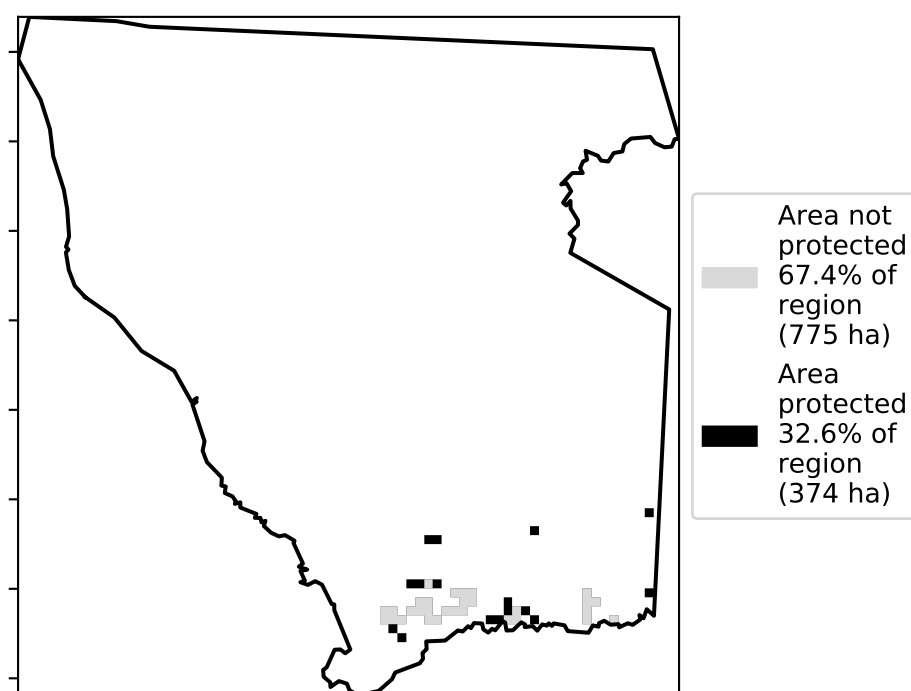 Area not
protected
67.4% of
region
(775 ha)
Area
protected
32.6% of
region
(374 ha)